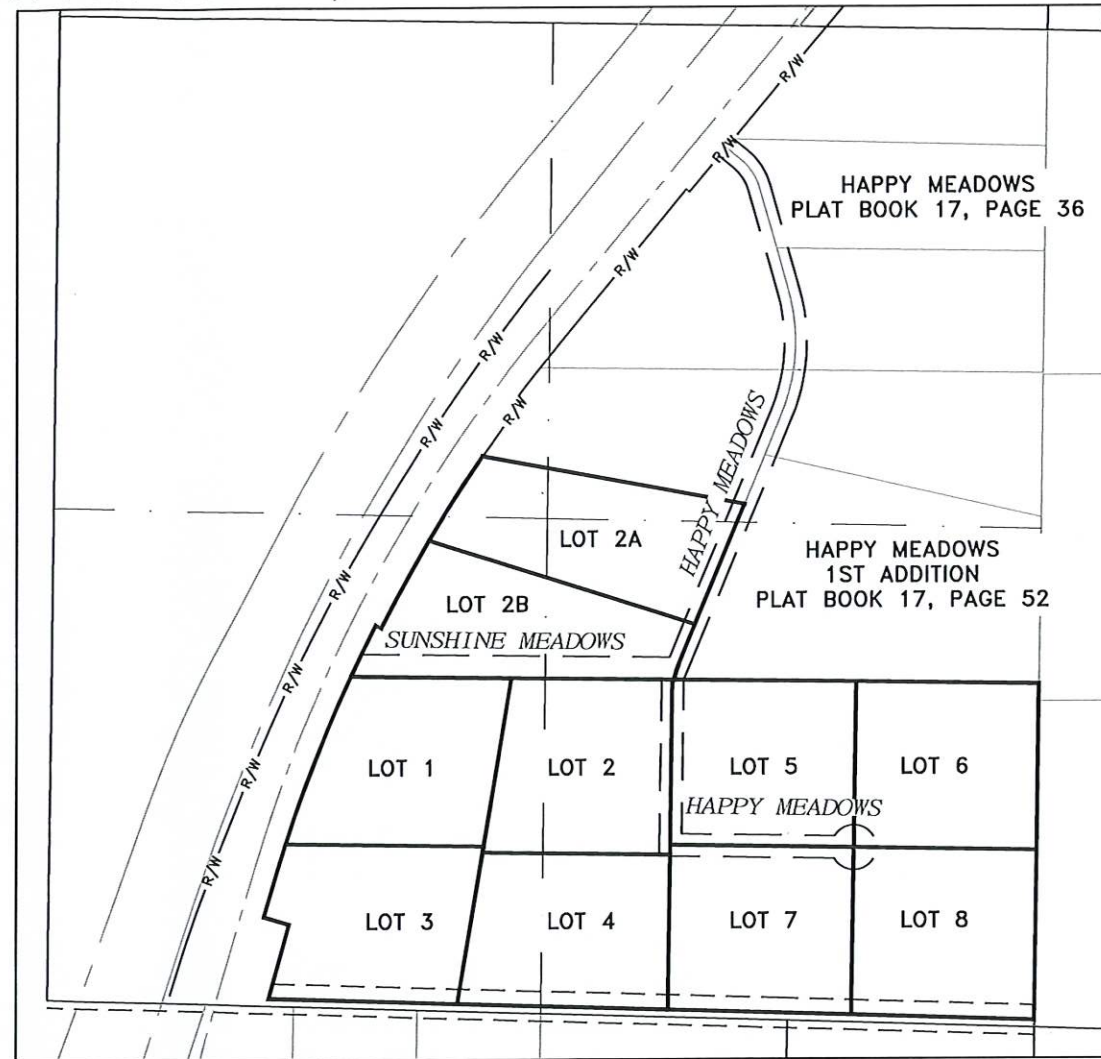 R/W
R/W
HAPPY MEADOWS
PLAT BOOK 17, PAGE 36
R/W
R/W
R/W
R/W
HAPPY MEADOWS
LOT 2A
HAPPY MEADOWS
1ST ADDITION
PLAT BOOK 17, PAGE 52
R/W
LOT 2B
SUNSHINE MEADOWS
R/W
R/W
LOT 1
LOT 2
LOT 5
LOT 6
HAPPY MEADOWS
R/W
LOT 3
LOT 4
LOT 7
LOT 8